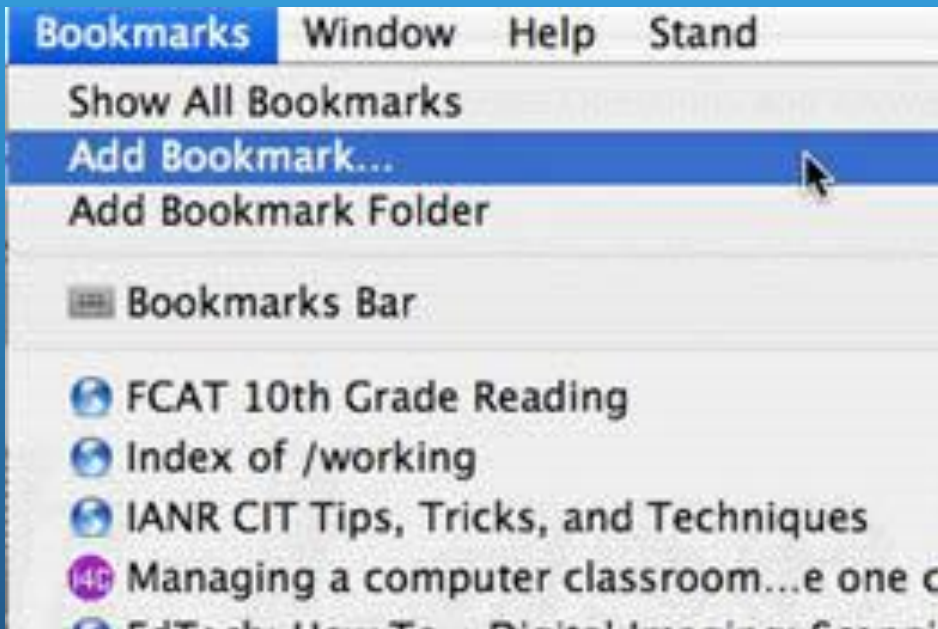 Bookmarks Window Help Stand
Show All Bookmarks
Add Bookmark...
Add Bookmark Folder
Bookmarks Bar
FCAT 10th Grade Reading
Index of /working
IANR CIT Tips, Tricks, and Techniques
I4C Managing a computer classroom...e one c